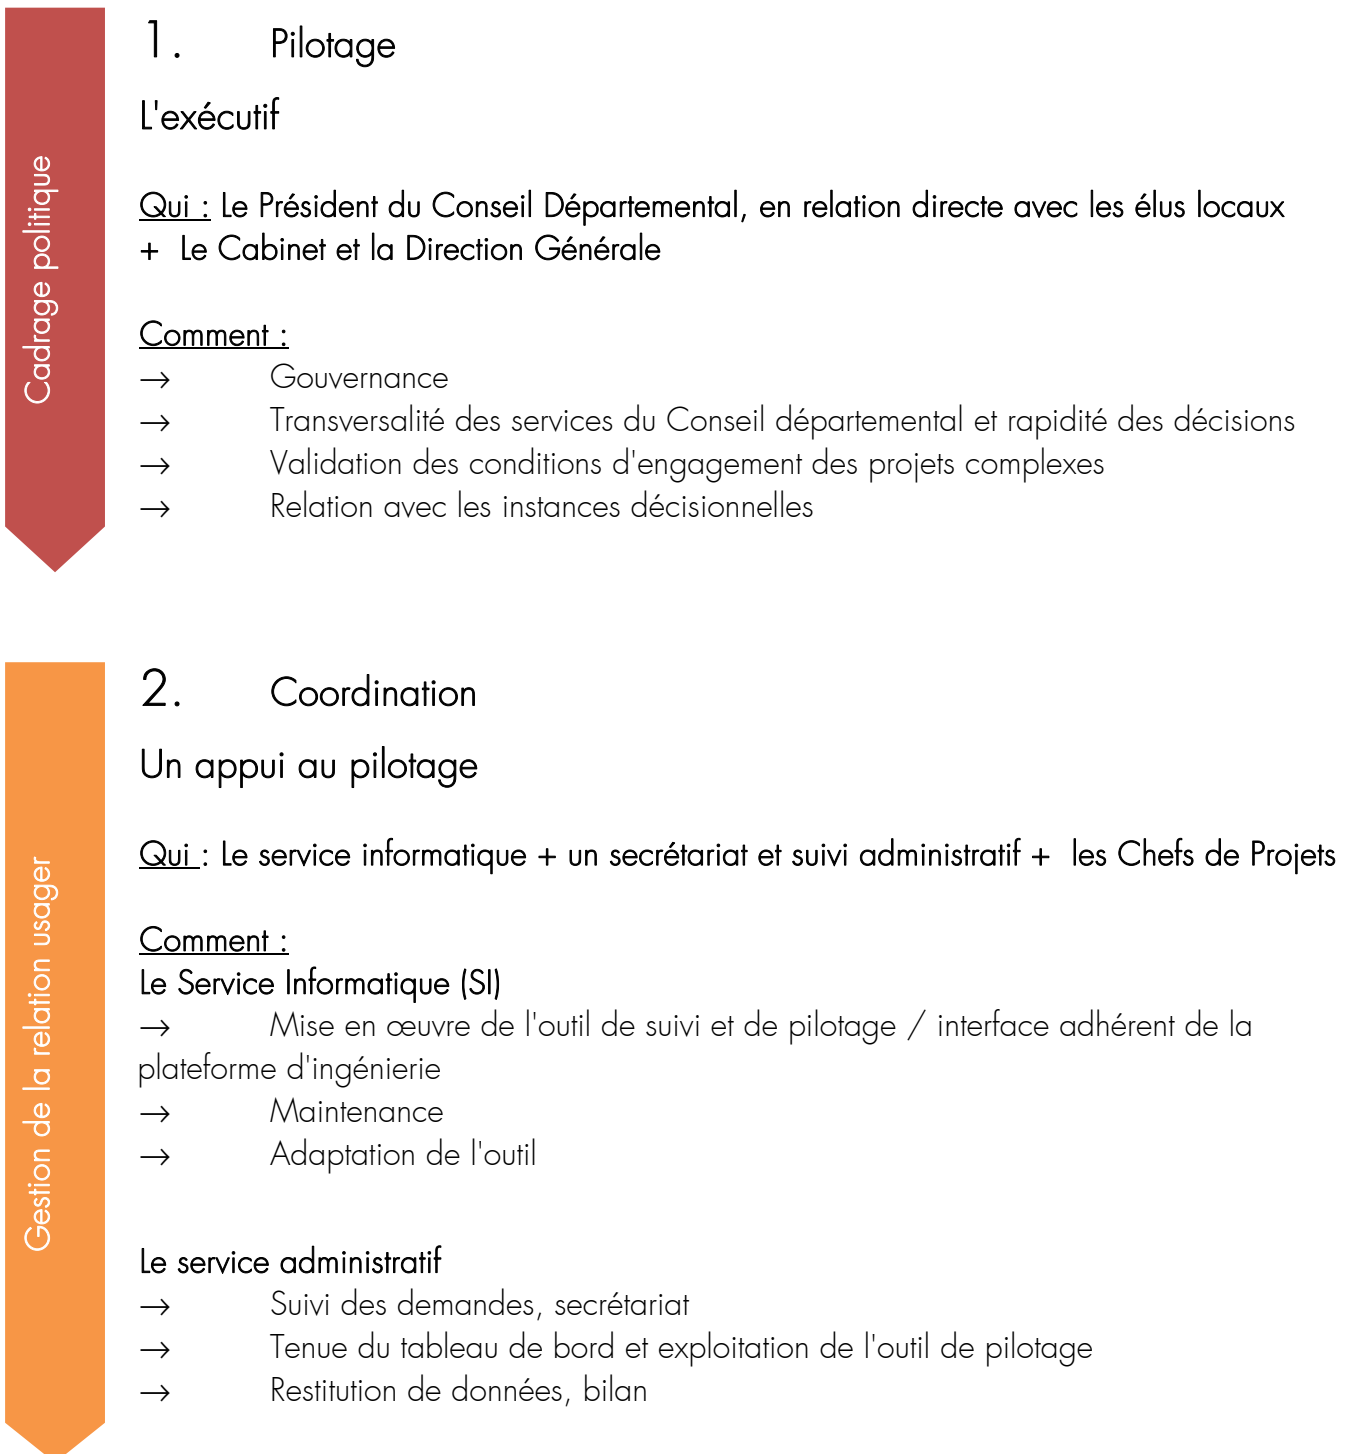 Cadrage politique
1. Pilotage
L'exécutif
Qui : Le Président du Conseil Départemental, en relation directe avec les élus locaux
+ Le Cabinet et la Direction Générale
Comment :
→ Gouvernance
→ Transversalité des services du Conseil départemental et rapidité des décisions
→ Validation des conditions d'engagement des projets complexes
→ Relation avec les instances décisionnelles
Gestion de la relation usager
2. Coordination
Un appui au pilotage
Qui : Le service informatique + un secrétariat et suivi administratif + les Chefs de Projets
Comment :
Le Service Informatique (SI)
→ Mise en œuvre de l'outil de suivi et de pilotage / interface adhérent de la
plateforme d'ingénierie
→ Maintenance
→ Adaptation de l'outil
Le service administratif
→ Suivi des demandes, secrétariat
→ Tenue du tableau de bord et exploitation de l'outil de pilotage
→ Restitution de données, bilan